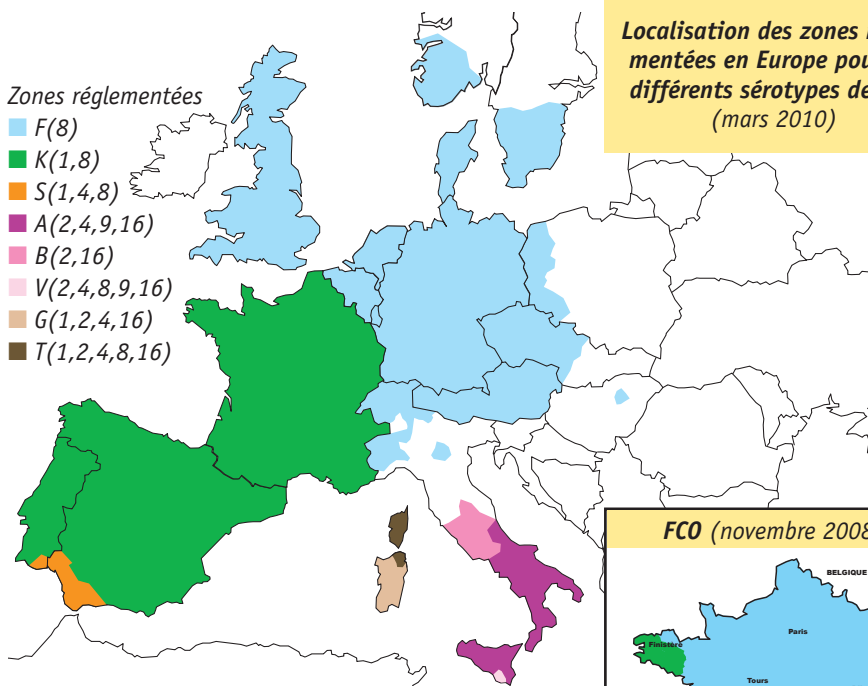 Localisation des zones
mentées en Europe pou
différents sérotypes de
(mars 2010)
Zones réglementées
F(8)
K(1,8)
S(1,4,8)
A(2,4,9,16)
B(2,16)
V(2,4,8,9,16)
G(1,2,4,16)
T(1,2,4,8,16)
FCO (novembre 2008
BELGIQUE
Paris
Finistère
Tours